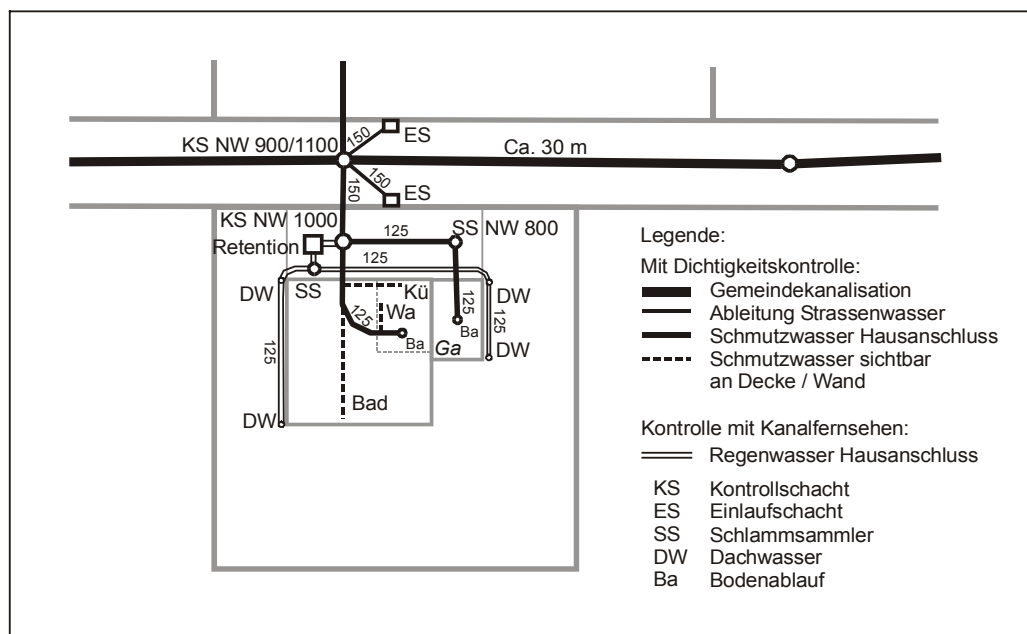 150
ES
KS NW 900/1100
Ca. 30 m
150
150
ES
KS NW 1000
SS NW 800
125
Retention
125
DW
SS
Kü
DW
Wa
125
125
125
Ba
Ba
125
Ga
DW
Bad
DW
Legende:
Mit Dichtigkeitskontrolle:
Gemeindekanalisation
Ableitung Strassenwasser
Schmutzwasser Hausanschluss
Schmutzwasser sichtbar
an Decke / Wand
Kontrolle mit Kanalfernsehen:
Regenwasser Hausanschluss
KS Kontrollschacht
ES Einlaufschacht
SS Schlammsammler
DW Dachwasser
Ba Bodenablauf